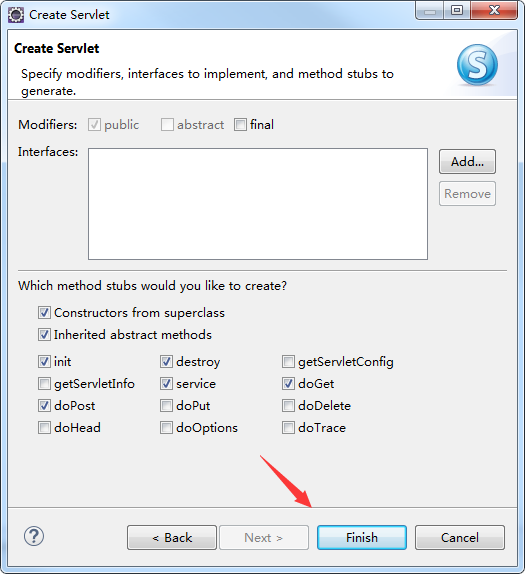 Create Servlet
Create Servlet
Specify modifiers, interfaces to implement, and method stubs to
generate.
S
Modifiers: public abstract final
Interfaces:
Add...
Remove
Which method stubs would you like to create?
Constructors from superclass
Inherited abstract methods
init destroy getServletConfig
getServletInfo service doGet
doPost doPut doDelete
doHead doOptions doTrace
? < Back Next > Finish Cancel